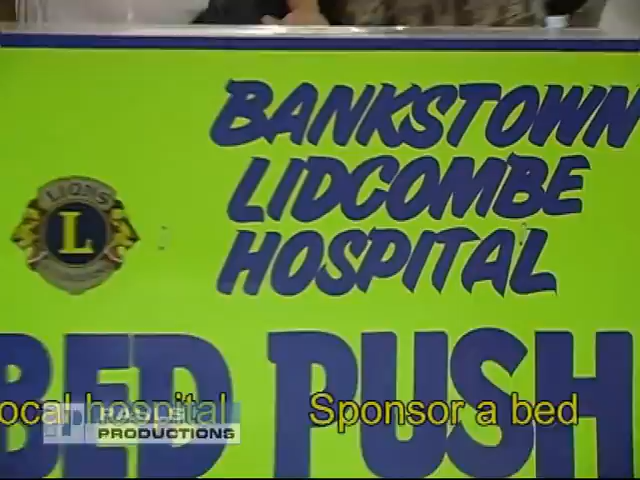 BANKSTOWN
LIDCOMBE
HOSPITAL
LIONS
L
BED PUSH
ocal hospital Sponsor a bed
PRODUCTIONS